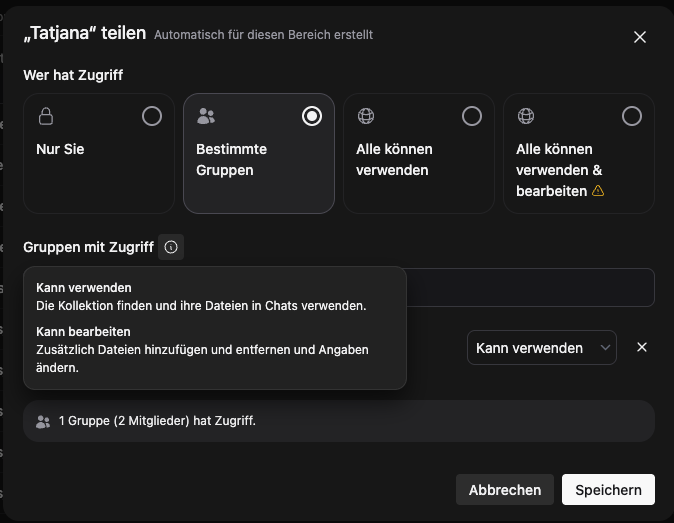 „Tatjana“ teilen Automatisch für diesen Bereich erstellt
Wer hat Zugriff
Nur Sie
Bestimmte
Gruppen
Alle können
verwenden
Alle können
verwenden &
bearbeiten
Gruppen mit Zugriff
Kann verwenden
Die Kollektion finden und ihre Dateien in Chats verwenden.
Kann bearbeiten
Zusätzlich Dateien hinzufügen und entfernen und Angaben
ändern.
Kann verwenden
1 Gruppe (2 Mitglieder) hat Zugriff.
Abbrechen
Speichern